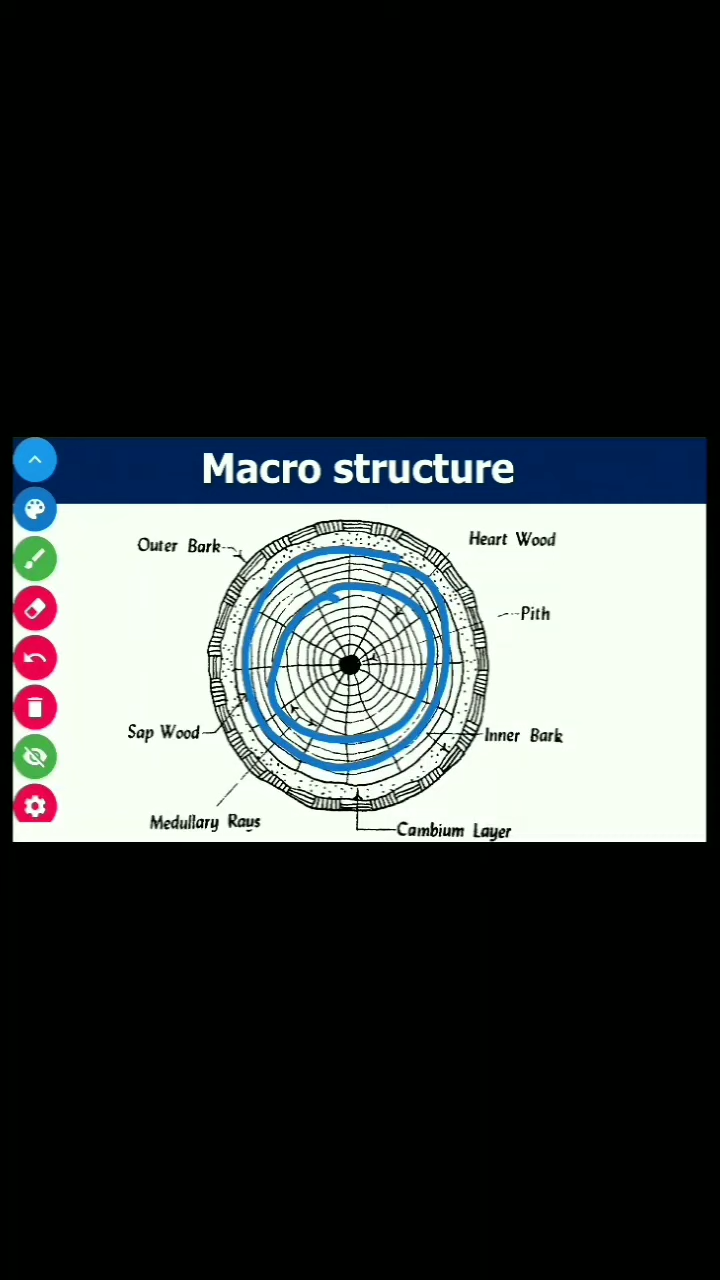 Macro structure
Outer Bark
Heart Wood
Pith
Sap Wood
Inner Bark
Medullary Rays
Cambium Layer